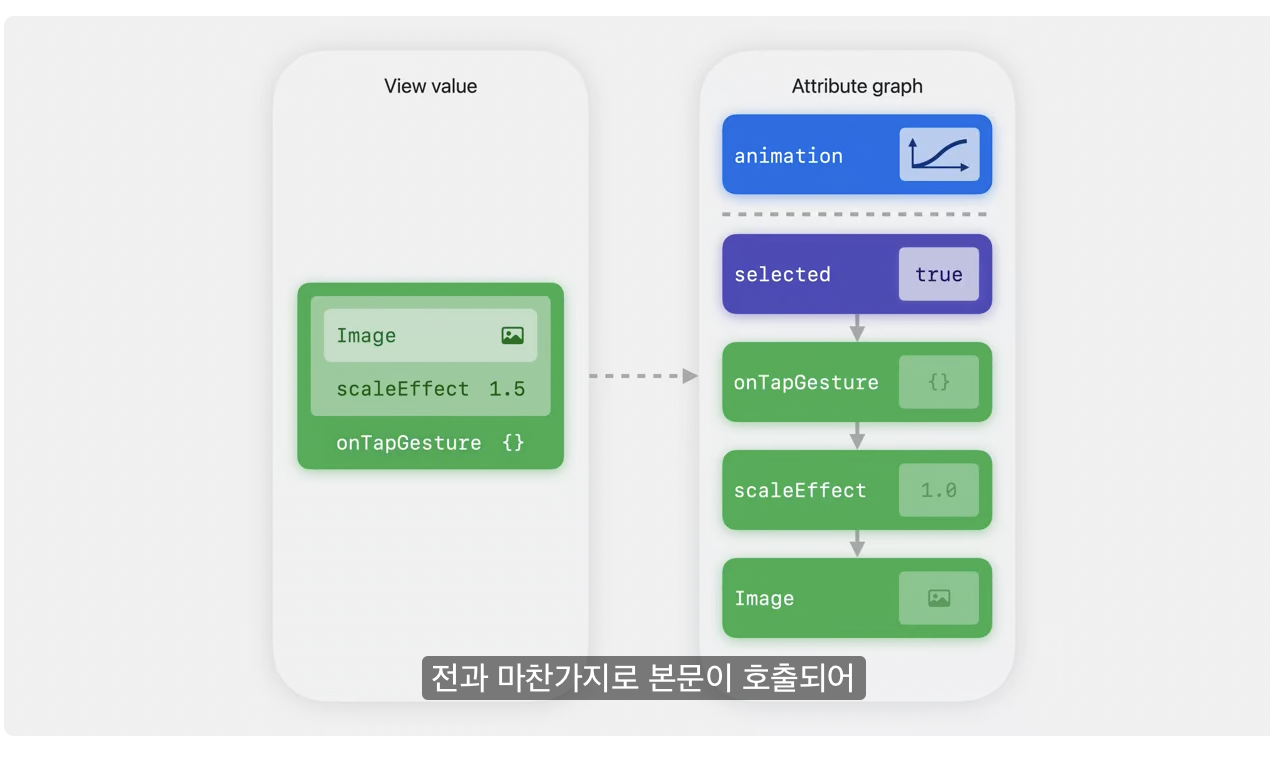 View value
Image
scaleEffect 1.5
onTapGesture {}
Attribute graph
animation
selected true
onTapGesture {}
scaleEffect 1.0
Image
전과 마찬가지로 본문이 호출되어